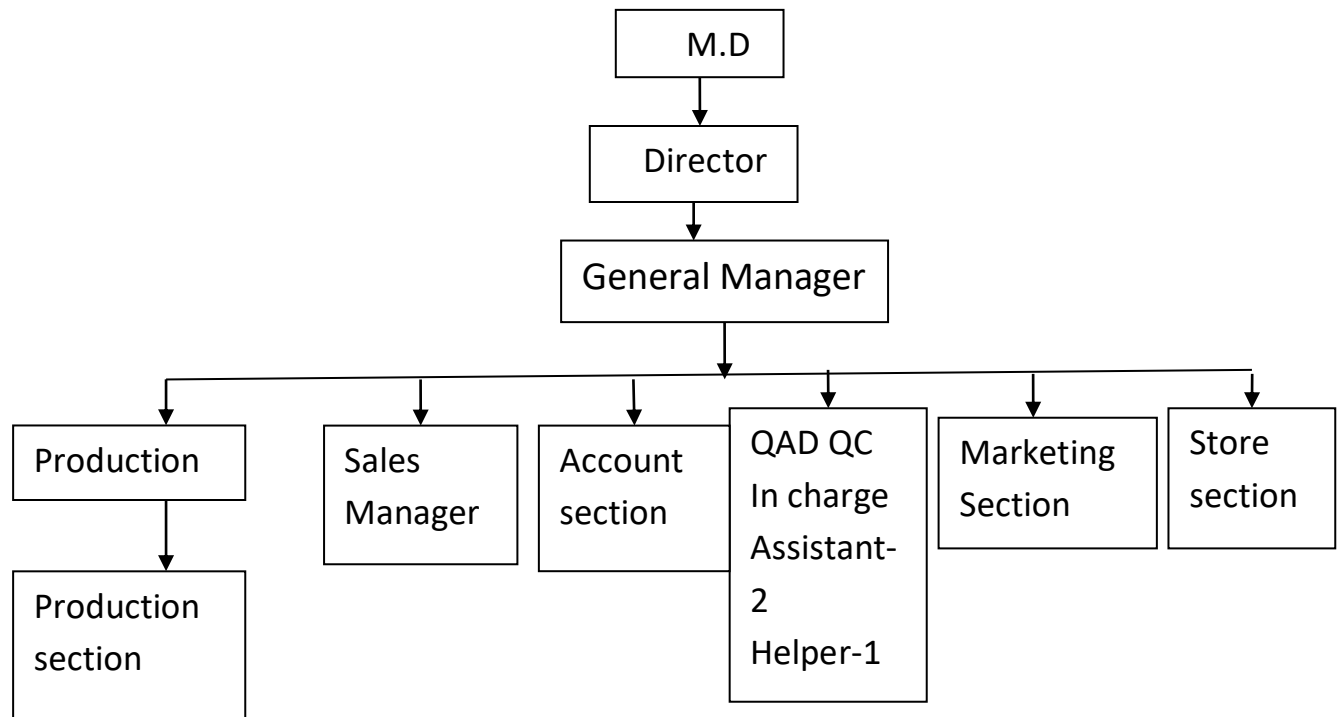 M.D
Director
General Manager
Production
Sales
Manager
Account
section
QAD QC
In charge
Assistant-
2
Helper-1
Marketing
Section
Store
section
Production
section